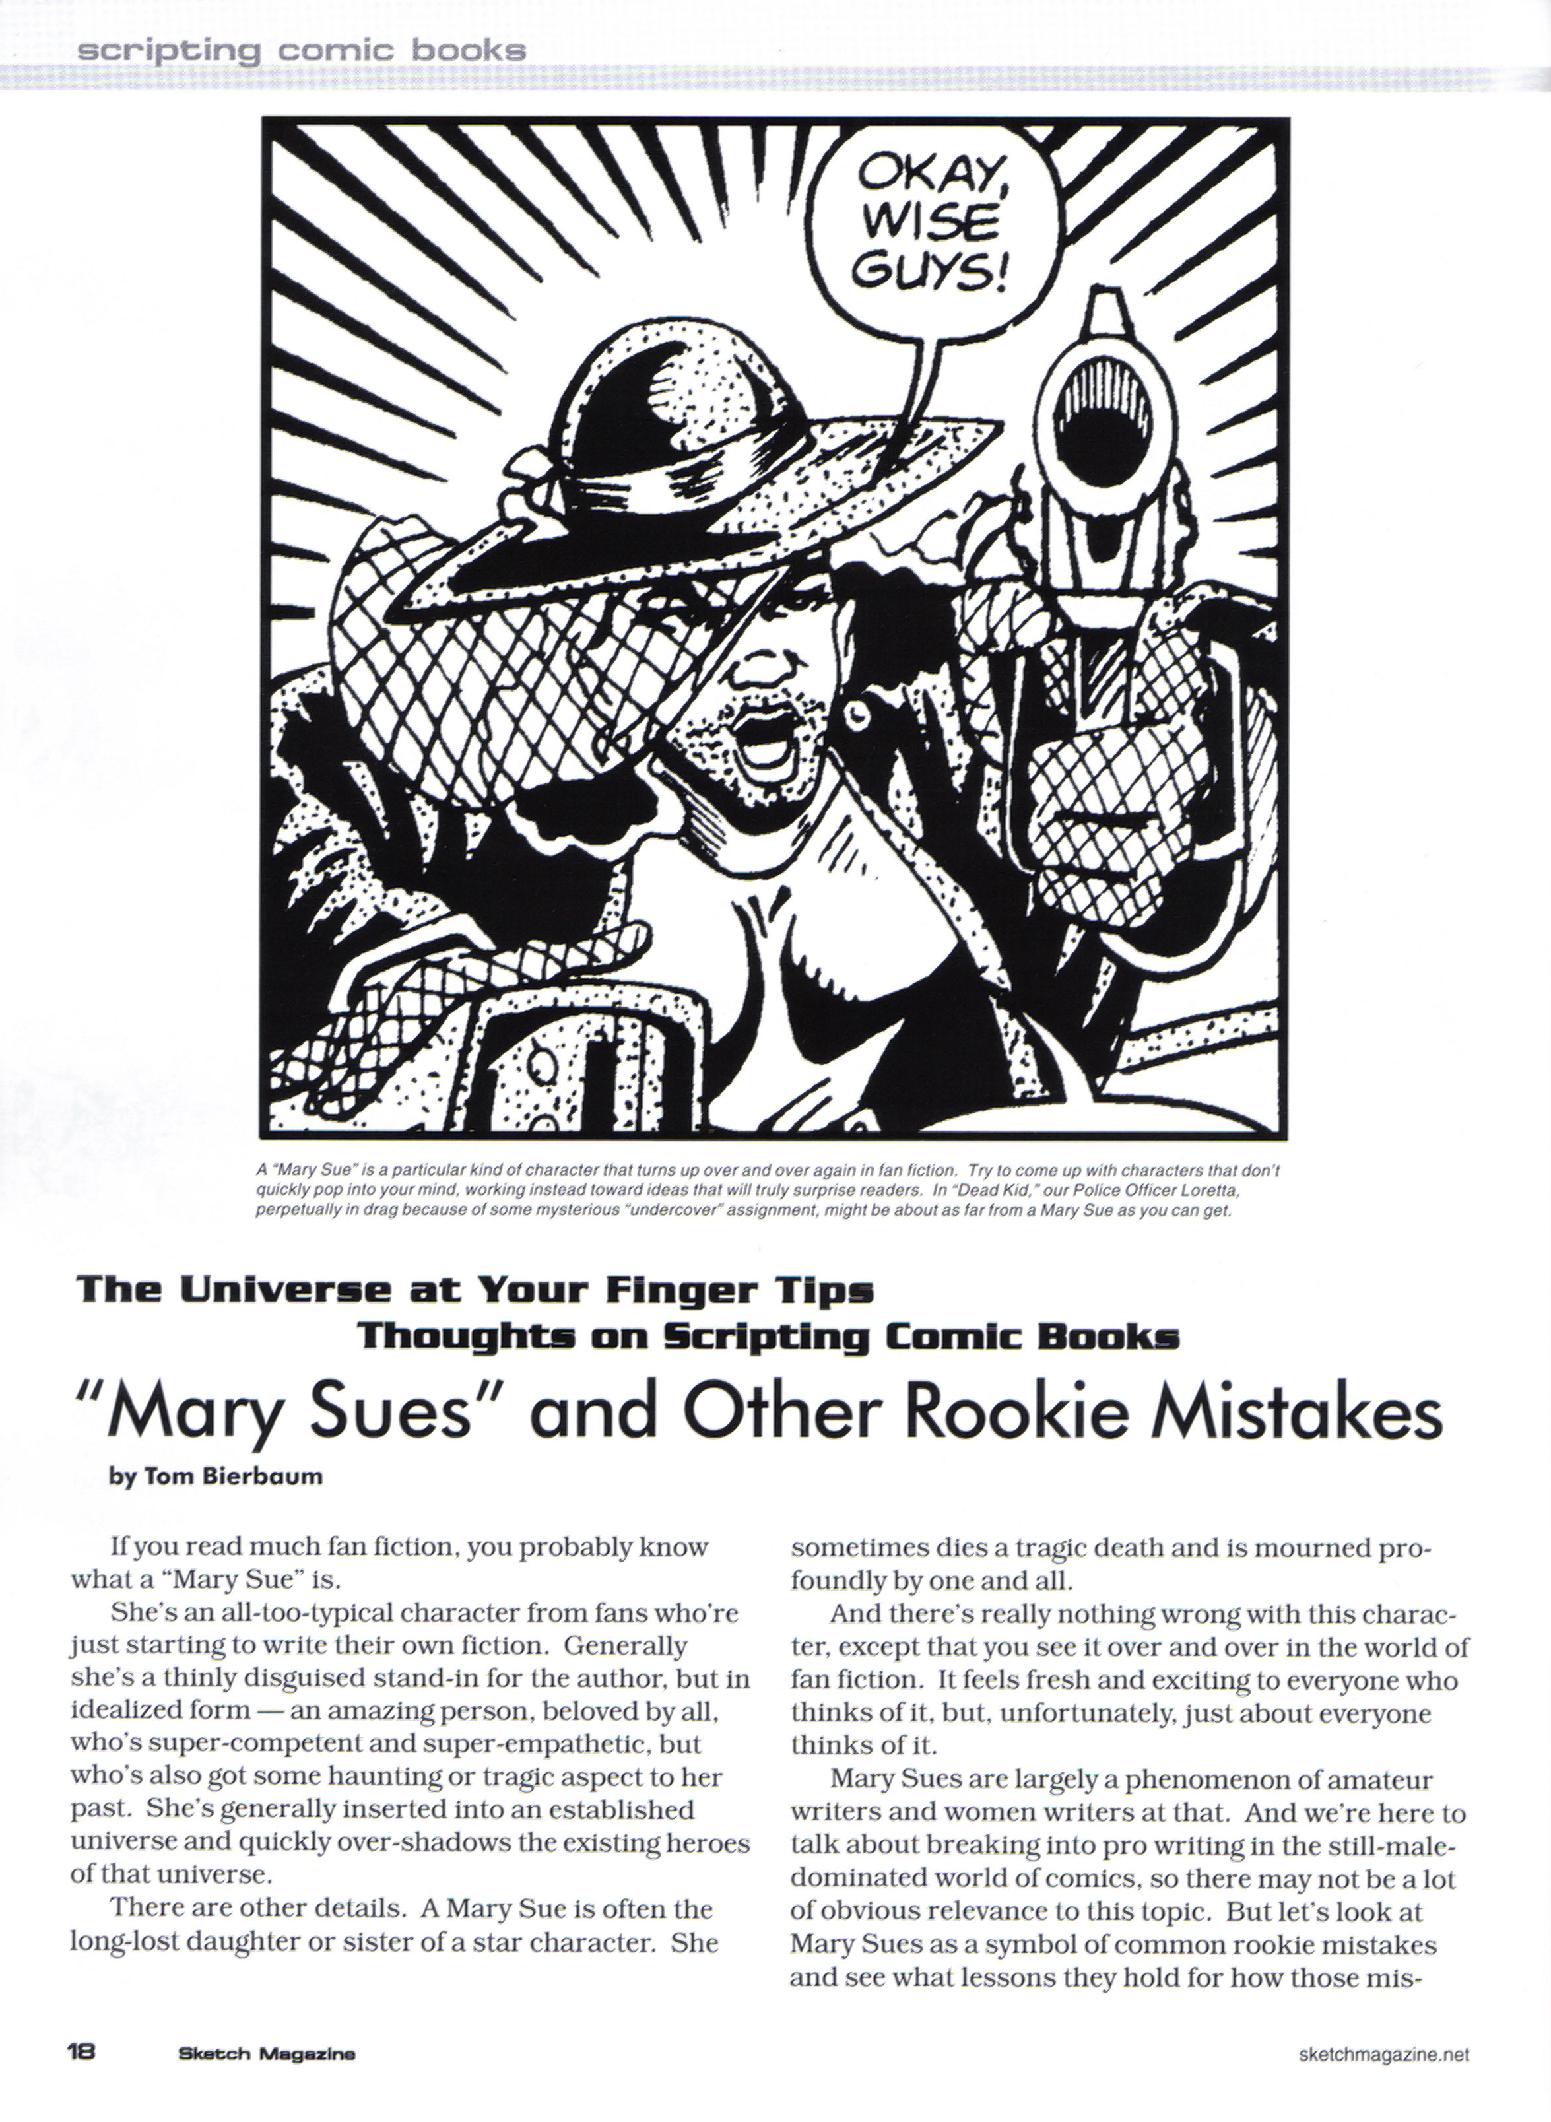 scripting comic books
OKAY,
WISE
GUYS!
A "Mary Sue" is a particular kind of character that turns up over and over again in fan fiction.  Try to come up with characters that don't
quickly pop into your mind, working instead toward ideas that will truly surprise readers.  In "Dead Kid," our Police Officer Loretta,
perpetually in drag because of some mysterious "undercover" assignment, might be about as far from a Mary Sue as you can get.
The Universe at Your Finger Tips
Thoughts on Scripting Comic Books
"Mary Sues" and Other Rookie Mistakes
by Tom Bierbaum
If you read much fan fiction, you probably know
what a “Mary Sue” is.
She's an all-too-typical character from fans who're
just starting to write their own fiction.  Generally
she's a thinly disguised stand-in for the author, but in
idealized form — an amazing person, beloved by all,
who's super-competent and super-empathetic, but
who's also got some haunting or tragic aspect to her
past.  She's generally inserted into an established
universe and quickly over-shadows the existing heroes
of that universe.
There are other details.  A Mary Sue is often the
long-lost daughter or sister of a star character.  She
sometimes dies a tragic death and is mourned pro-
foundly by one and all.
And there's really nothing wrong with this charac-
ter, except that you see it over and over in the world of
fan fiction.  It feels fresh and exciting to everyone who
thinks of it, but, unfortunately, just about everyone
thinks of it.
Mary Sues are largely a phenomenon of amateur
writers and women writers at that.  And we're here to
talk about breaking into pro writing in the still-male-
dominated world of comics, so there may not be a lot
of obvious relevance to this topic.  But let's look at
Mary Sues as a symbol of common rookie mistakes
and see what lessons they hold for how those mis-
18 Sketch Magazine sketchmagazine.net